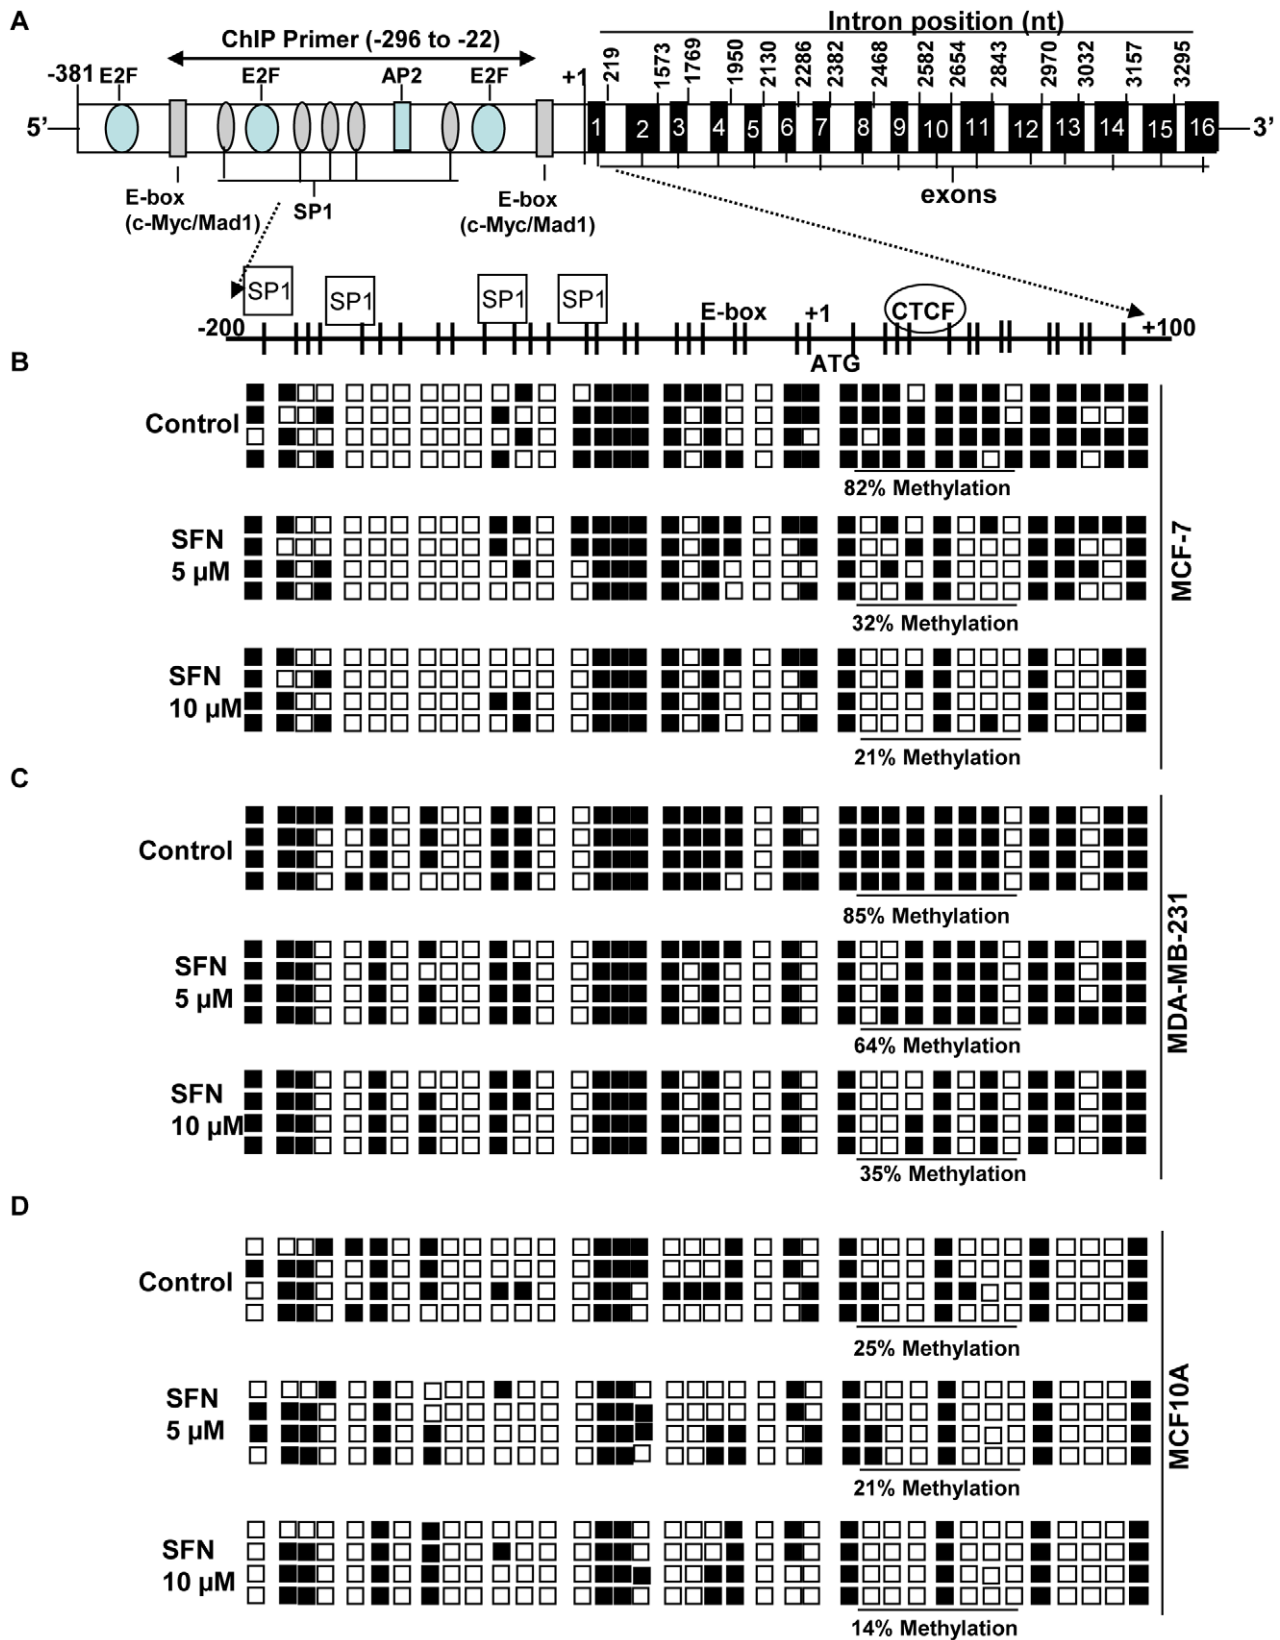 A
Intron position (nt)
ChIP Primer (-296 to -22)
219
1573
1769
1950
2130
2286
2382
2468
2582
2654
2843
2970
3032
3157
3295
-381 E2F E2F AP2 E2F +1
5’ 1 2 3 4 5 6 7 8 9 10 11 12 13 14 15 16 3’
E-box
(c-Myc/Mad1)
SP1
E-box
(c-Myc/Mad1)
exons
SP1 SP1 SP1 SP1 E-box +1 CTCF
-200 +100
ATG
B
Control
82% Methylation
SFN
5 µM
32% Methylation
SFN
10 µM
21% Methylation
MCF-7
C
Control
85% Methylation
SFN
5 µM
64% Methylation
SFN
10 µM
35% Methylation
MDA-MB-231
D
Control
25% Methylation
SFN
5 µM
21% Methylation
SFN
10 µM
14% Methylation
MCF10A